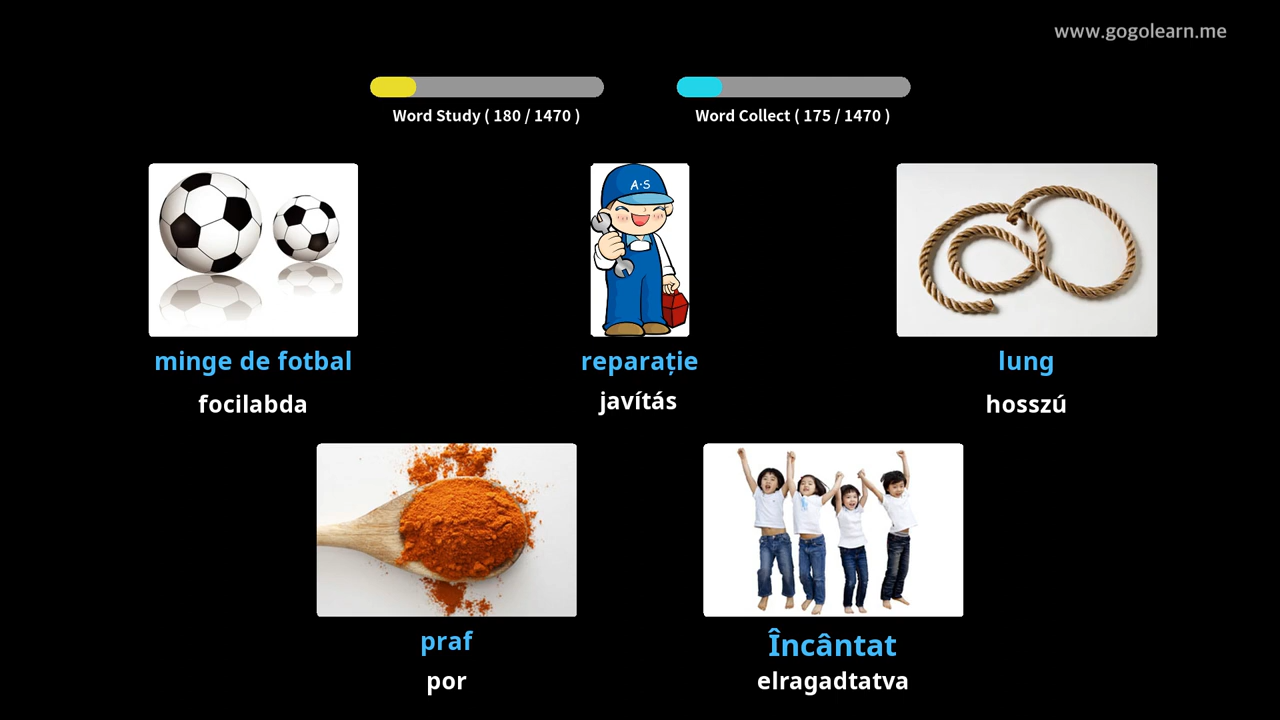 www.gogolearn.me
Word Study ( 180 / 1470 )
Word Collect ( 175 / 1470 )
A·S
minge de fotbal
focilabda
reparație
javítás
lung
hosszú
praf
por
Încântat
elragadtatva